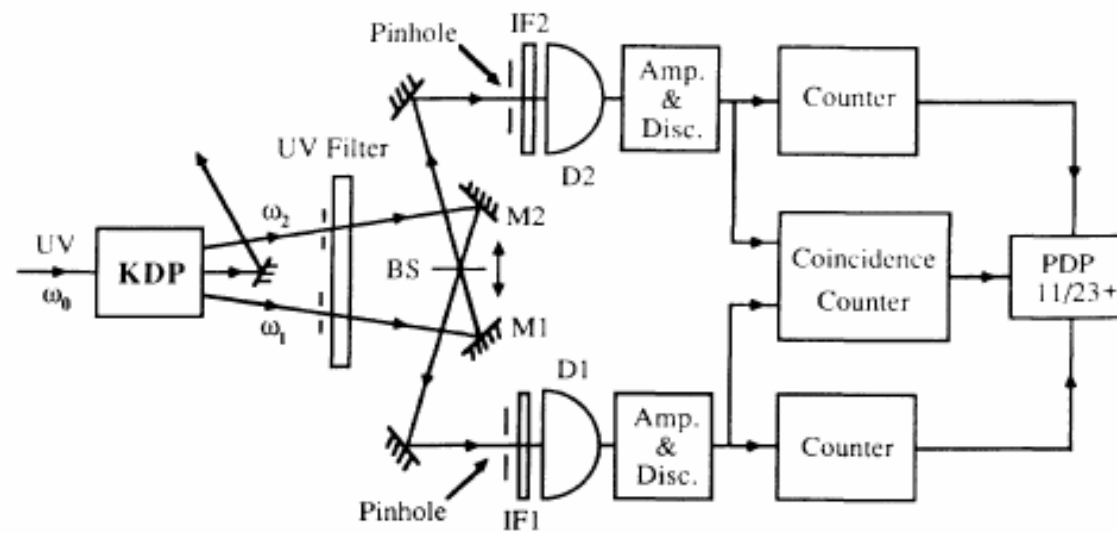 IF2
Pinhole
Amp.
&
Disc.
Counter
UV Filter
D2
ω2
M2
UV
KDP
BS
Coincidence
Counter
PDP
11/23+
ω0
ω1
M1
D1
Amp.
&
Disc.
Counter
Pinhole
IF1